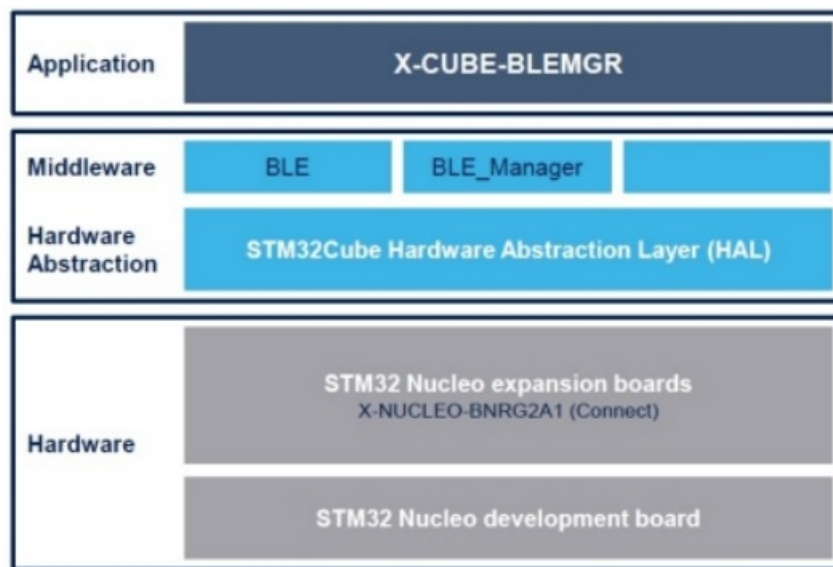 Application
X-CUBE-BLEMGR
Middleware
BLE
BLE_Manager
Hardware
Abstraction
STM32Cube Hardware Abstraction Layer (HAL)
Hardware
STM32 Nucleo expansion boards
X-NUCLEO-BNRG2A1 (Connect)
STM32 Nucleo development board